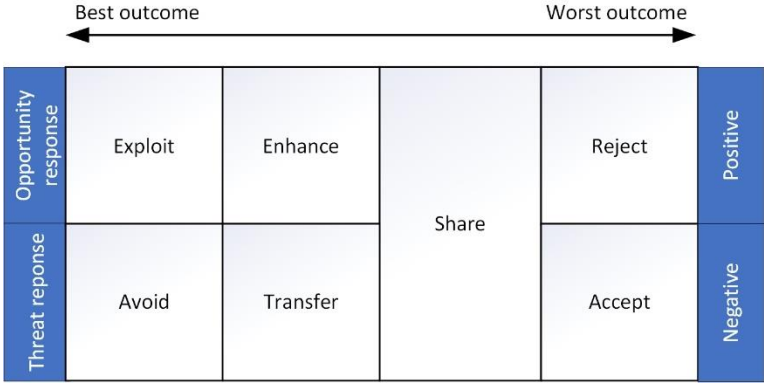 Best outcome
Worst outcome
Opportunity
response
Exploit
Enhance
Share
Reject
Positive
Threat reponse
Avoid
Transfer
Accept
Negative